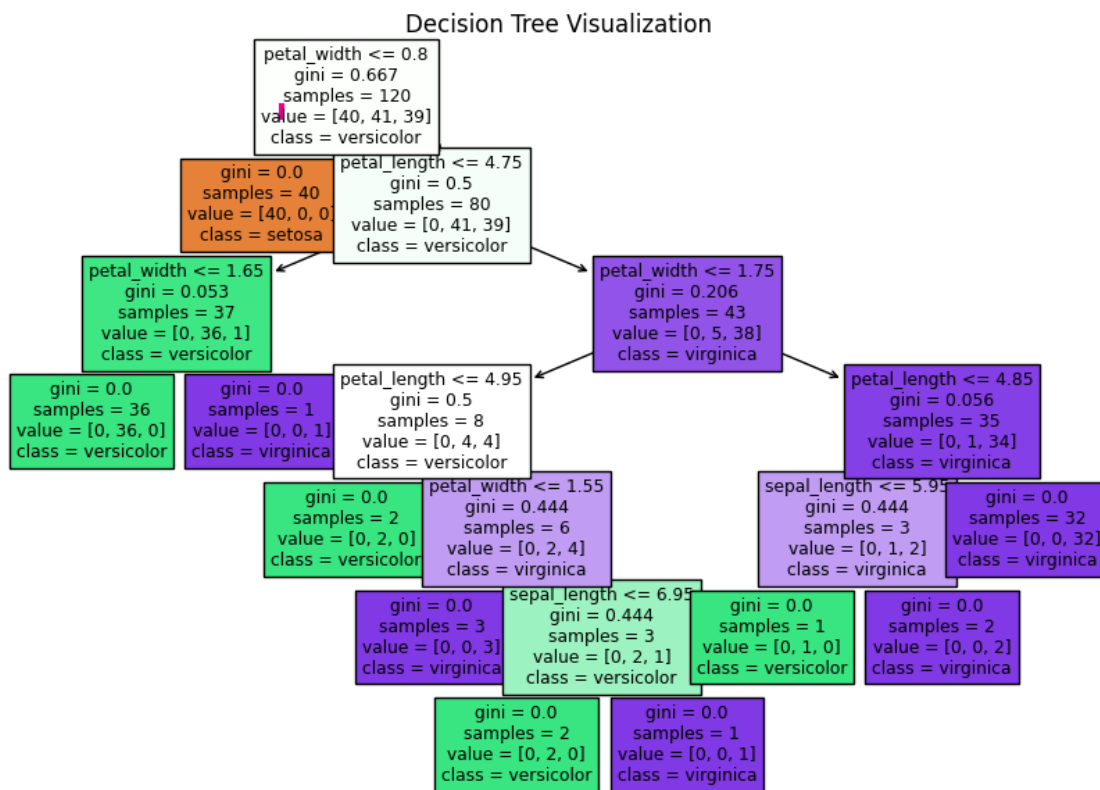 Decision Tree Visualization
petal_width <= 0.8
gini = 0.667
samples = 120
value = [40, 41, 39]
class = versicolor
gini = 0.0
samples = 40
value = [40, 0, 0]
class = setosa
petal_length <= 4.75
gini = 0.5
samples = 80
value = [0, 41, 39]
class = versicolor
petal_width <= 1.65
gini = 0.053
samples = 37
value = [0, 36, 1]
class = versicolor
petal_width <= 1.75
gini = 0.206
samples = 43
value = [0, 5, 38]
class = virginica
gini = 0.0
samples = 36
value = [0, 36, 0]
class = versicolor
gini = 0.0
samples = 1
value = [0, 0, 1]
class = virginica
petal_length <= 4.95
gini = 0.5
samples = 8
value = [0, 4, 4]
class = versicolor
petal_length <= 4.85
gini = 0.056
samples = 35
value = [0, 1, 34]
class = virginica
gini = 0.0
samples = 2
value = [0, 2, 0]
class = versicolor
petal_width <= 1.55
gini = 0.444
samples = 6
value = [0, 2, 4]
class = virginica
sepal_length <= 5.95
gini = 0.444
samples = 3
value = [0, 1, 2]
class = virginica
gini = 0.0
samples = 32
value = [0, 0, 32]
class = virginica
gini = 0.0
samples = 3
value = [0, 0, 3]
class = virginica
sepal_length <= 6.95
gini = 0.444
samples = 3
value = [0, 2, 1]
class = versicolor
gini = 0.0
samples = 1
value = [0, 1, 0]
class = versicolor
gini = 0.0
samples = 2
value = [0, 0, 2]
class = virginica
gini = 0.0
samples = 2
value = [0, 2, 0]
class = versicolor
gini = 0.0
samples = 1
value = [0, 0, 1]
class = virginica